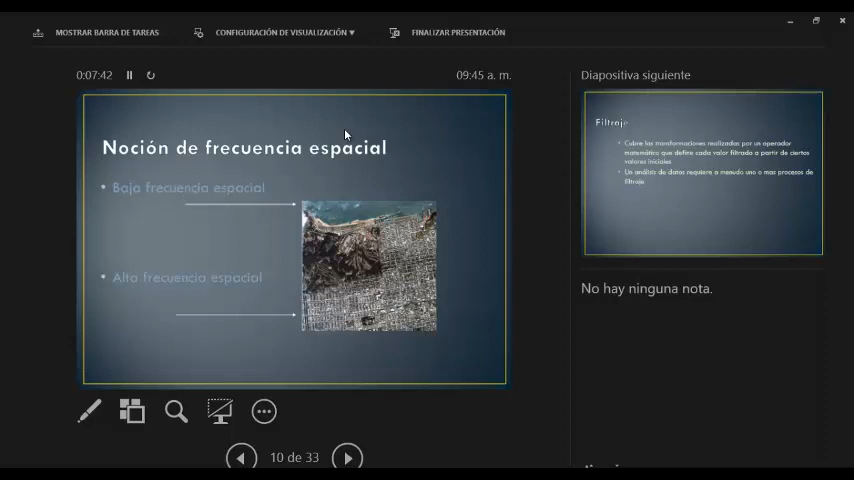 MOSTRAR BARRA DE TAREAS
CONFIGURACIÓN DE VISUALIZACIÓN ▼
FINALIZAR PRESENTACIÓN
0:07:42
09:45 a. m.
Noción de frecuencia espacial
• Baja frecuencia espacial
• Alta frecuencia espacial
10 de 33
Diapositiva siguiente
Filtraje
• Cubre las transformaciones realizadas por un operador
matemático que define cada valor filtrado a partir de ciertos
valores iniciales
• Un análisis de datos requiere a menudo uno o mas procesos de
filtraje
No hay ninguna nota.